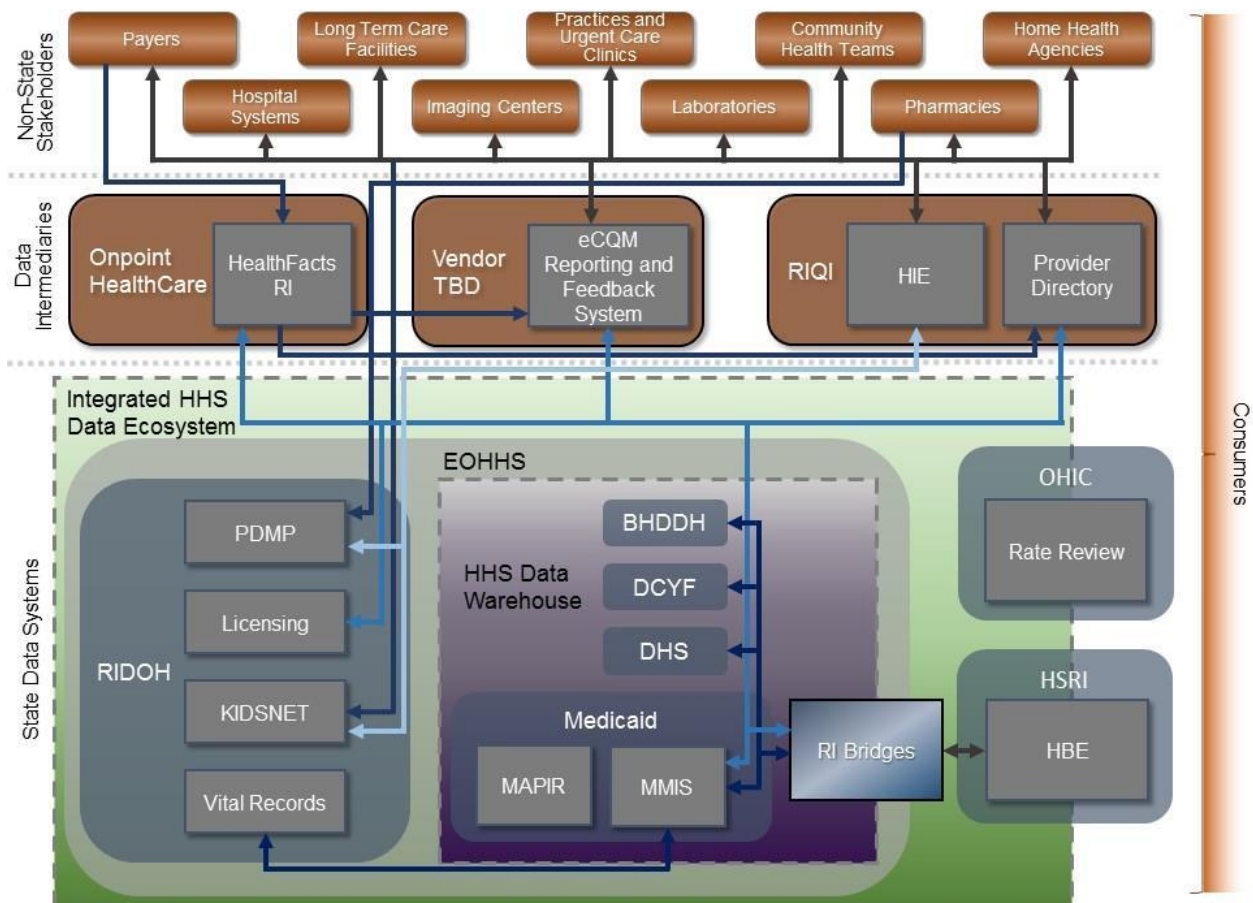 Non-State
Stakeholders
Payers
Long Term Care
Facilities
Practices and
Urgent Care
Clinics
Community
Health Teams
Home Health
Agencies
Hospital
Systems
Imaging Centers
Laboratories
Pharmacies
Data
Intermediaries
Onpoint
HealthCare
HealthFacts
RI
Vendor
TBD
eCQM
Reporting and
Feedback
System
RIQI
HIE
Provider
Directory
State Data Systems
Integrated HHS
Data Ecosystem
EOHHS
RIDOH
PDMP
Licensing
KIDSNET
Vital Records
HHS Data
Warehouse
BHDDH
DCYF
DHS
Medicaid
MAPIR
MMIS
RI Bridges
OHIC
Rate Review
HSRI
HBE
Consumers